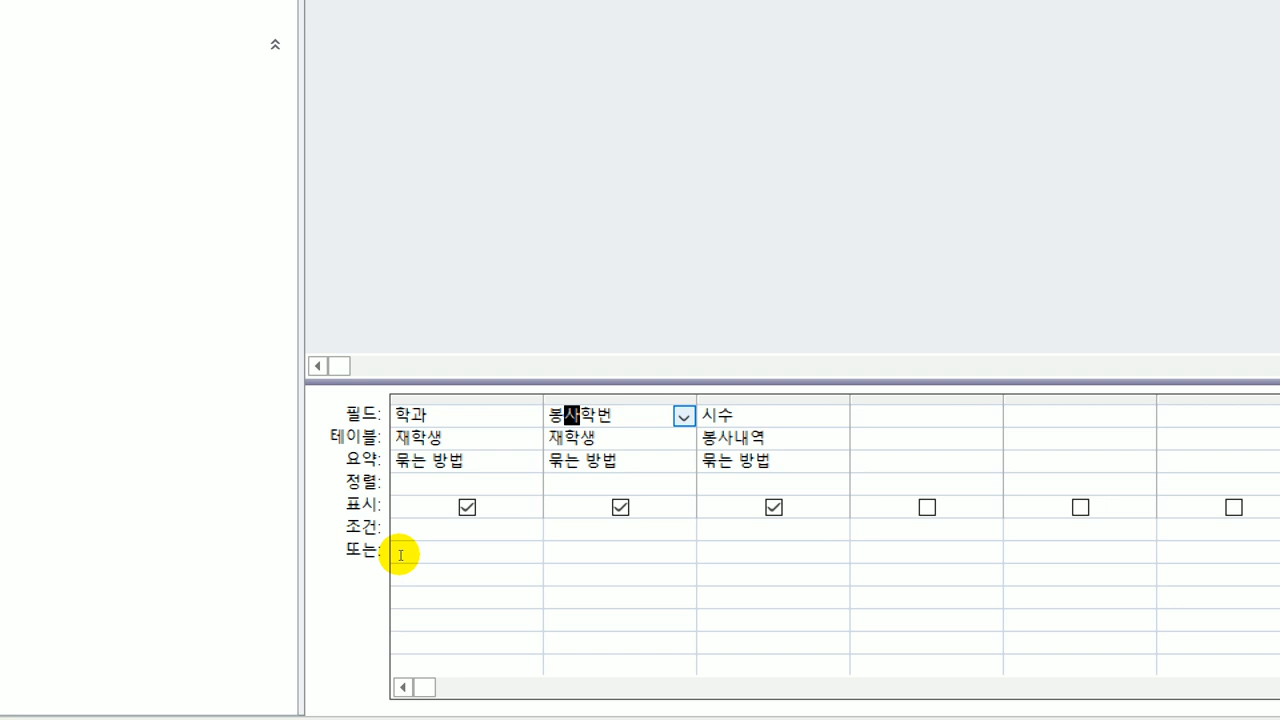 필드: 학과 봉사학번 시수
테이블: 재학생 재학생 봉사내역
요약: 묶는 방법 묶는 방법 묶는 방법
정렬:
표시:
조건:
또는: